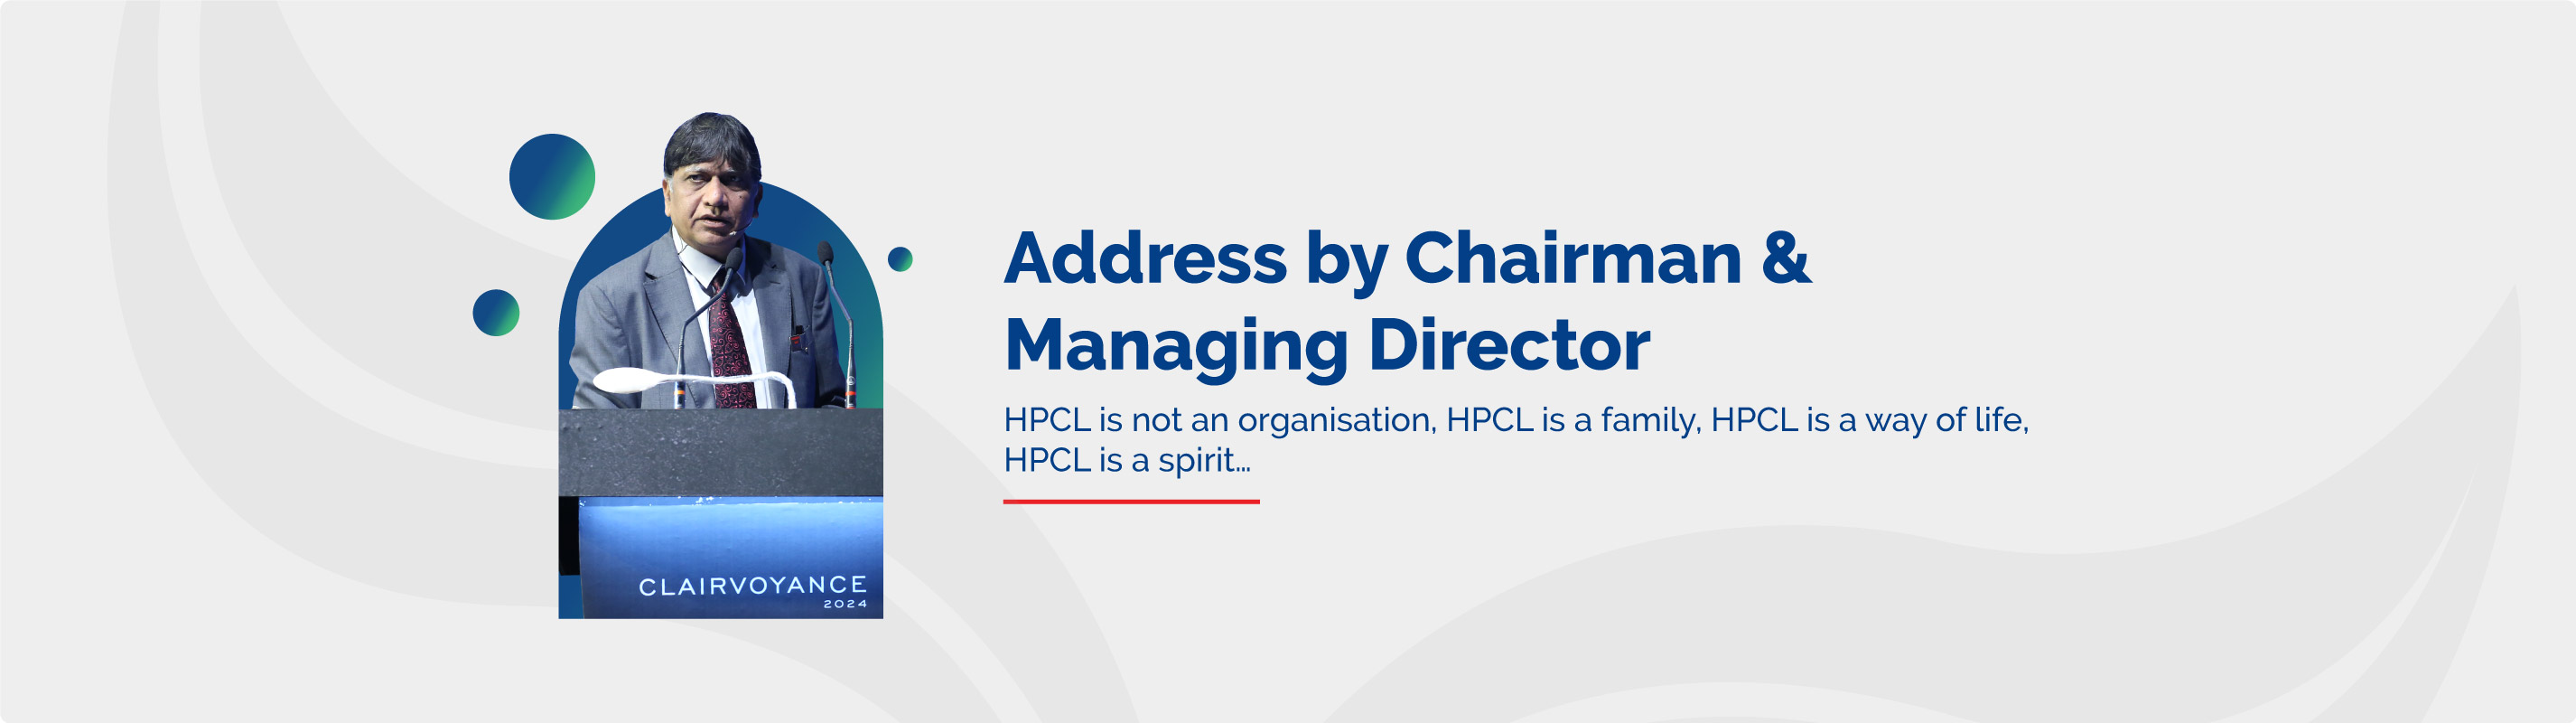 Address by Chairman &
Managing Director
HPCL is not an organisation, HPCL is a family, HPCL is a way of life,
HPCL is a spirit...
CLAIRVOYANCE
2024